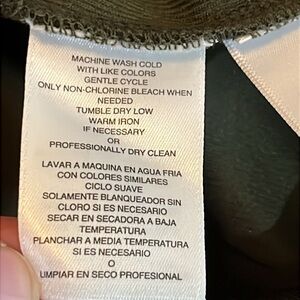 MACHINE WASH COLD
WITH LIKE COLORS
GENTLE CYCLE
ONLY NON-CHLORINE BLEACH WHEN
NEEDED
TUMBLE DRY LOW
WARM IRON
IF NECESSARY
OR
PROFESSIONALLY DRY CLEAN
LAVAR A MAQUINA EN AGUA FRIA
CON COLORES SIMILARES
CICLO SUAVE
SOLAMENTE BLANQUEADOR SIN
CLORO SI ES NECESARIO
SECAR EN SECADORA A BAJA
TEMPERATURA
PLANCHAR A MEDIA TEMPERATURA
SI ES NECESARIO
O
LIMPIAR EN SECO PROFESIONAL